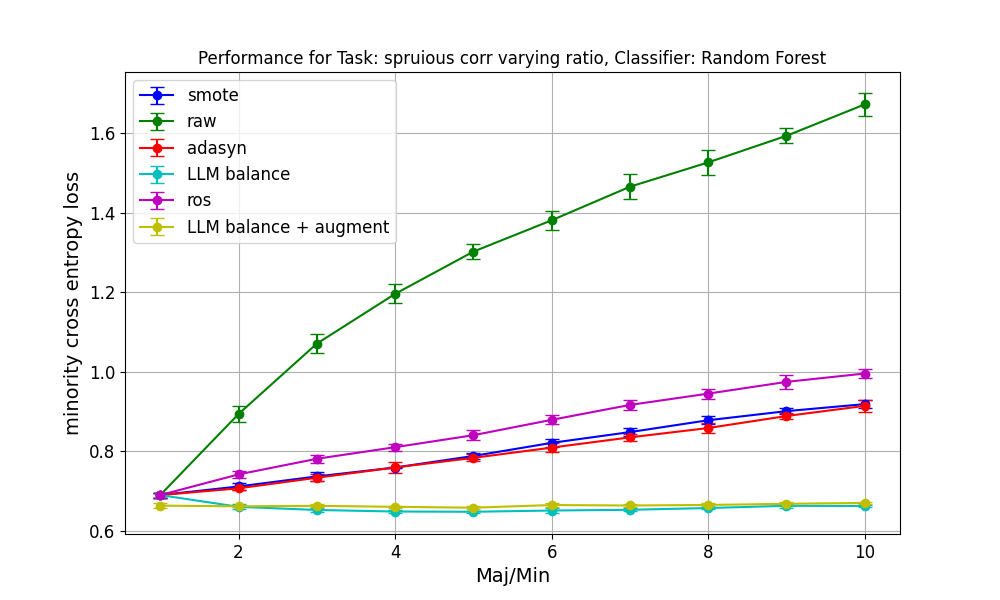 Performance for Task: spruious corr varying ratio, Classifier: Random Forest
smote
raw
adasyn
LLM balance
ros
LLM balance + augment
minority cross entropy loss
1.6
1.4
1.2
1.0
0.8
0.6
2
4
6
8
10
Maj/Min